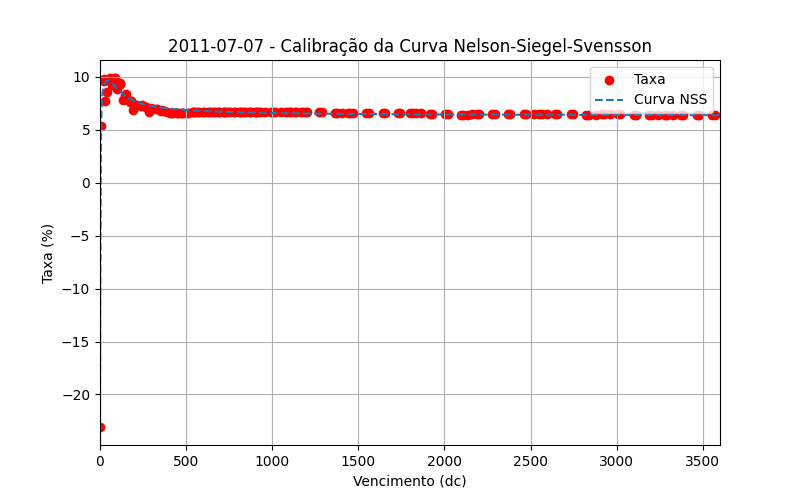 2011-07-07 - Calibração da Curva Nelson-Siegel-Svensson
Taxa
Curva NSS
Taxa (%)
10
5
0
−5
−10
−15
−20
0 500 1000 1500 2000 2500 3000 3500
Vencimento (dc)